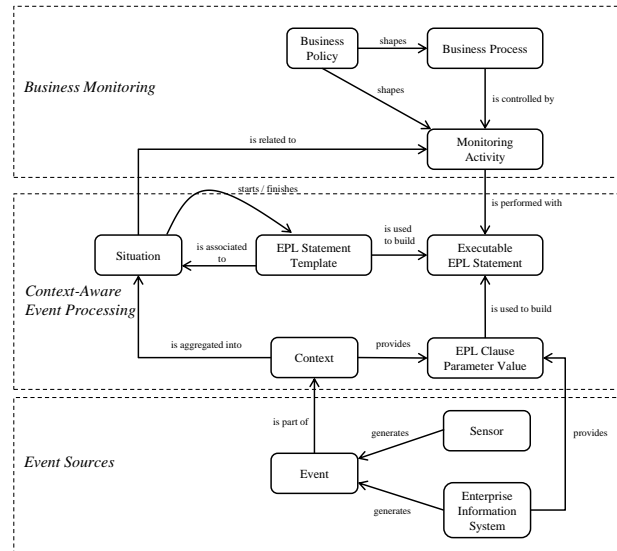 Business
Policy
shapes
Business Process
shapes
Business Monitoring
is controlled by
is related to
Monitoring
Activity
starts / finishes
is performed with
Situation
is associated
to
EPL Statement
Template
is used
to build
Executable
EPL Statement
Context-Aware
Event Processing
is used to build
is aggregated into
Context
provides
EPL Clause
Parameter Value
is part of
generates
Sensor
provides
Event Sources
Event
generates
Enterprise
Information
System